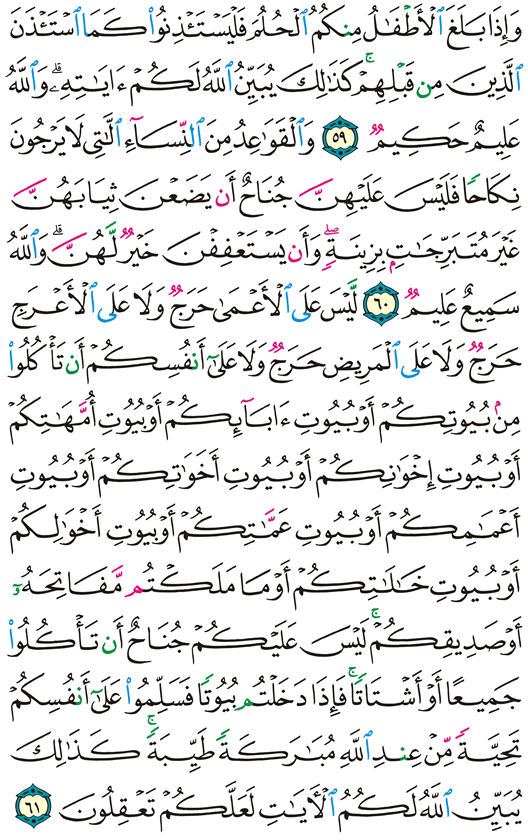 وَإِذَا بَلَغَ ٱلْأَطْفَٰلُ مِنكُمُ ٱلْحُلُمَ فَلْيَسْتَـْٔذِنُوا۟ كَمَا ٱسْتَـْٔذَنَ
ٱلَّذِينَ مِن قَبْلِهِمْ ۚ كَذَٰلِكَ يُبَيِّنُ ٱللَّهُ لَكُمْ ءَايَٰتِهِۦ ۗ وَٱللَّهُ
عَلِيمٌ حَكِيمٌ ٥٩ وَٱلْقَوَٰعِدُ مِنَ ٱلنِّسَآءِ ٱلَّٰتِى لَا يَرْجُونَ
نِكَاحًا فَلَيْسَ عَلَيْهِنَّ جُنَاحٌ أَن يَضَعْنَ ثِيَابَهُنَّ
غَيْرَ مُتَبَرِّجَٰتٍۭ بِزِينَةٍ ۖ وَأَن يَسْتَعْفِفْنَ خَيْرٌ لَّهُنَّ ۗ وَٱللَّهُ
سَمِيعٌ عَلِيمٌ ٦٠ لَّيْسَ عَلَى ٱلْأَعْمَىٰ حَرَجٌ وَلَا عَلَى ٱلْأَعْرَجِ
حَرَجٌ وَلَا عَلَى ٱلْمَرِيضِ حَرَجٌ وَلَا عَلَىٰٓ أَنفُسِكُمْ أَن تَأْكُلُوا۟
مِنۢ بُيُوتِكُمْ أَوْ بُيُوتِ ءَابَآئِكُمْ أَوْ بُيُوتِ أُمَّهَٰتِكُمْ
أَوْ بُيُوتِ إِخْوَٰنِكُمْ أَوْ بُيُوتِ أَخَوَٰتِكُمْ أَوْ بُيُوتِ
أَعْمَٰمِكُمْ أَوْ بُيُوتِ عَمَّٰتِكُمْ أَوْ بُيُوتِ أَخْوَٰلِكُمْ
أَوْ بُيُوتِ خَٰلَٰتِكُمْ أَوْ مَا مَلَكْتُم مَّفَاتِحَهُۥٓ
أَوْ صَدِيقِكُمْ ۚ لَيْسَ عَلَيْكُمْ جُنَاحٌ أَن تَأْكُلُوا۟
جَمِيعًا أَوْ أَشْتَاتًا ۚ فَإِذَا دَخَلْتُم بُيُوتًا فَسَلِّمُوا۟ عَلَىٰٓ أَنفُسِكُمْ
تَحِيَّةً مِّنْ عِندِ ٱللَّهِ مُبَٰرَكَةً طَيِّبَةً ۚ كَذَٰلِكَ
يُبَيِّنُ ٱللَّهُ لَكُمُ ٱلْءَايَٰتِ لَعَلَّكُمْ تَعْقِلُونَ ٦١